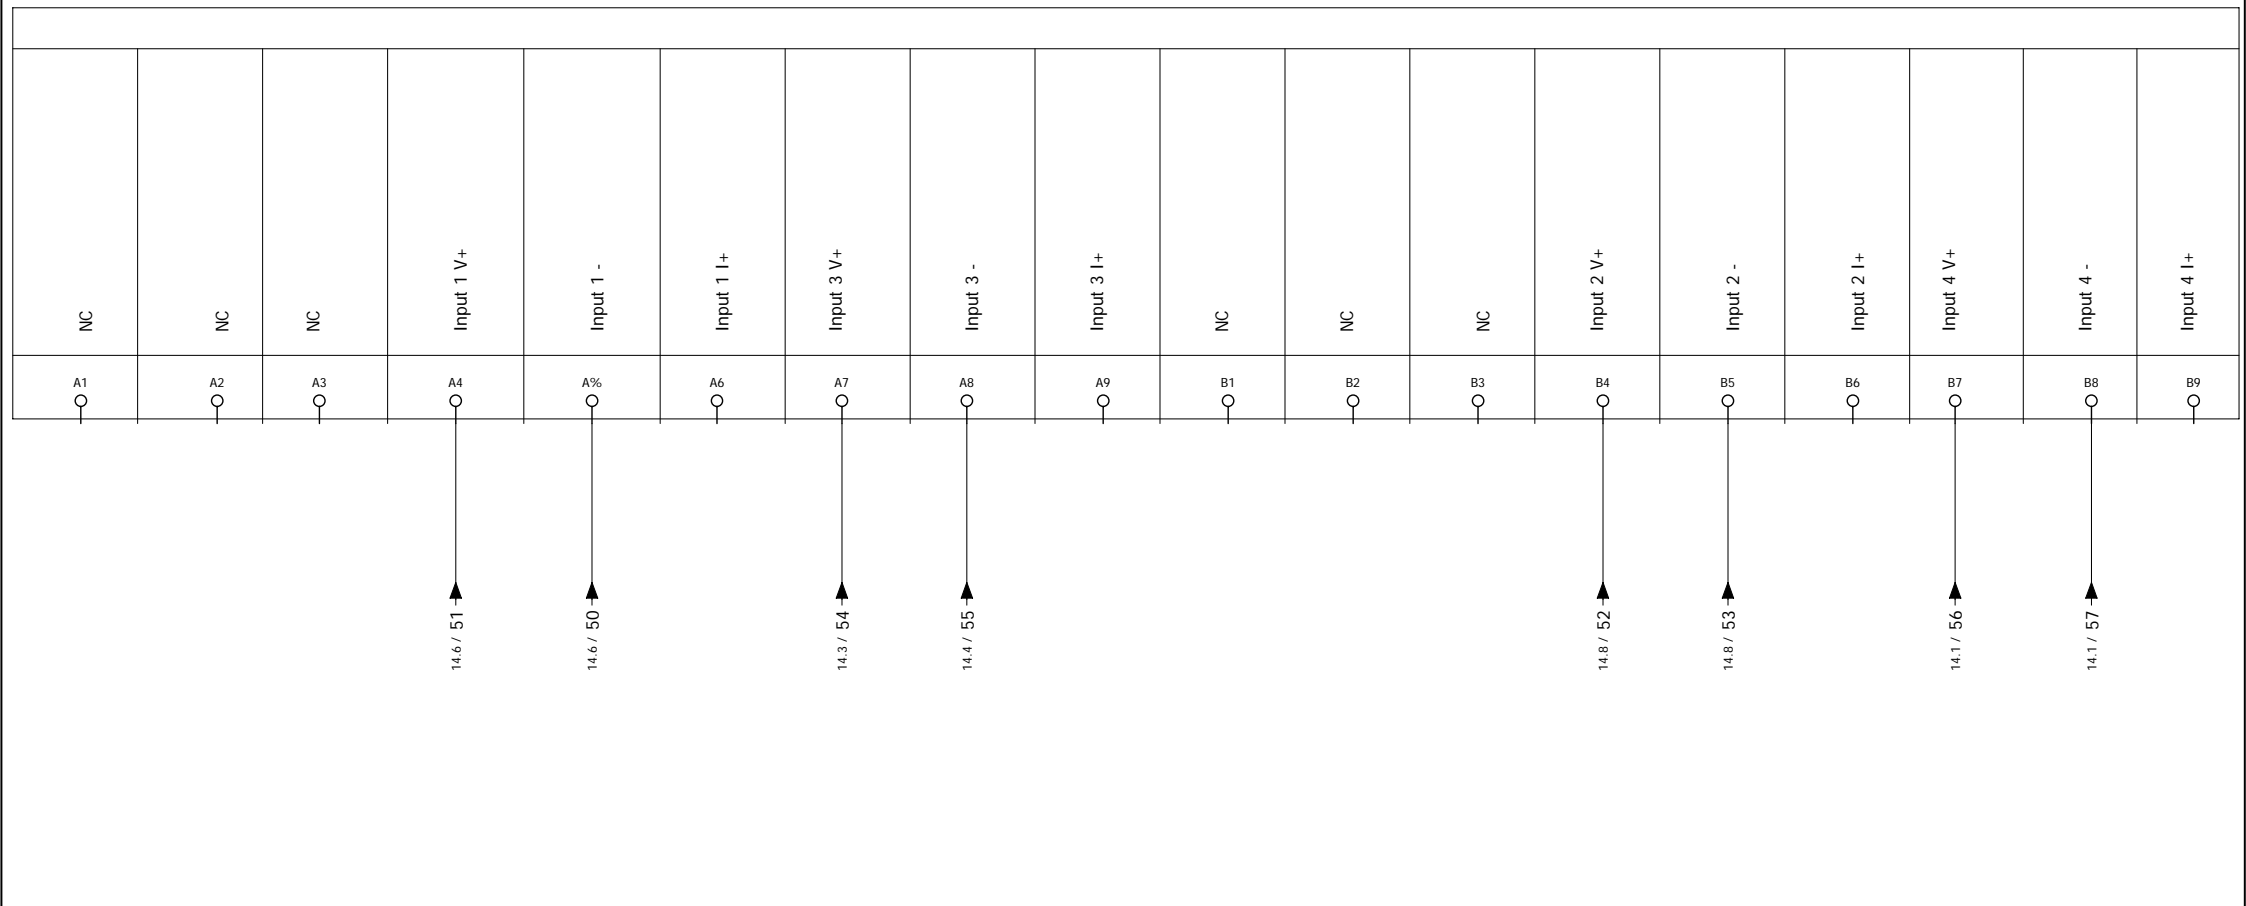 NC
NC
NC
Input 1 V+
Input 1 -
Input 1 I+
Input 3 V+
Input 3 -
Input 3 I+
NC
NC
NC
Input 2 V+
Input 2 -
Input 2 I+
Input 4 V+
Input 4 -
Input 4 I+
A1
A2
A3
A4
A%
A6
A7
A8
A9
B1
B2
B3
B4
B5
B6
B7
B8
B9
14.6 / 51
14.6 / 50
14.3 / 54
14.4 / 55
14.8 / 52
14.8 / 53
14.1 / 56
14.1 / 57